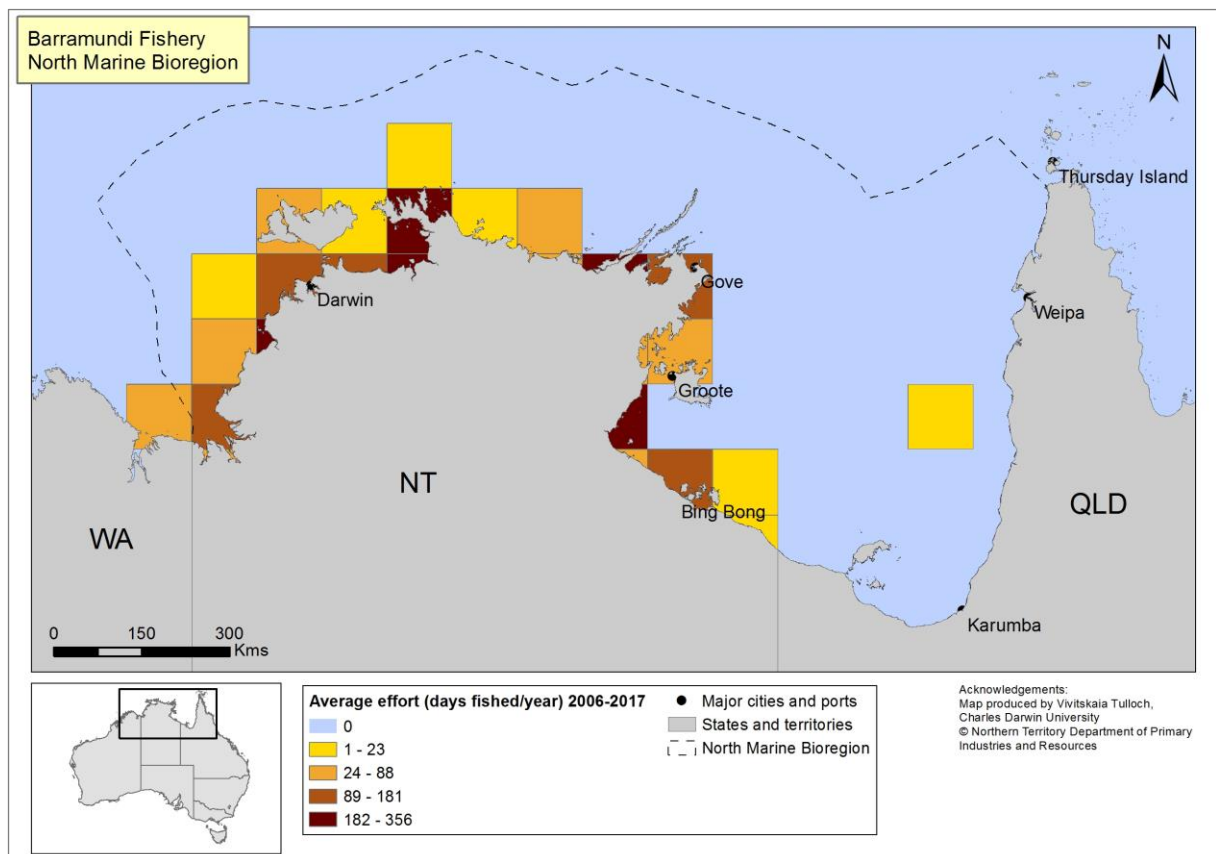 Barramundi Fishery
North Marine Bioregion
N
Thursday Island
Gove
Darwin
Weipa
Groote
NT
QLD
Bing Bong
WA
Karumba
0 150 300
Kms
Average effort (days fished/year) 2006-2017
0
1 - 23
24 - 88
89 - 181
182 - 356
Major cities and ports
States and territories
North Marine Bioregion
Acknowledgements:
Map produced by Vivitskaia Tulloch,
Charles Darwin University
© Northern Territory Department of Primary
Industries and Resources